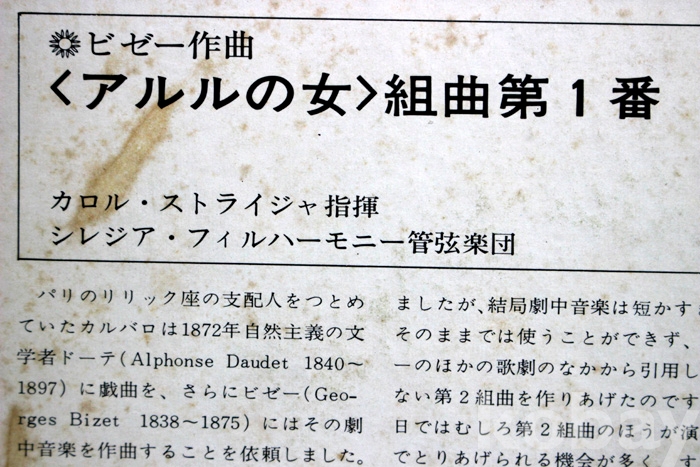 ビゼー作曲
<アルルの女>組曲第1番
カロル・ストライジャ指揮
シレジア・フィルハーモニー管弦楽団
パリのリリック座の支配人をつとめ
ていたカルバロは1872年自然主義の文
学者ドーテ(Alphonse Daudet 1840~
1897) に戯曲を、さらにビゼー(Geo-
rges Bizet 1838~1875) にはその劇
中音楽を作曲することを依頼しました。
ましたが、結局劇中音楽は短かす
そのままでは使うことができず、
ーのほかの歌劇のなかから引用し
ない第2組曲を作りあげたのです
日ではむしろ第2組曲のほうが演
でとりあげられる機会が多く、す